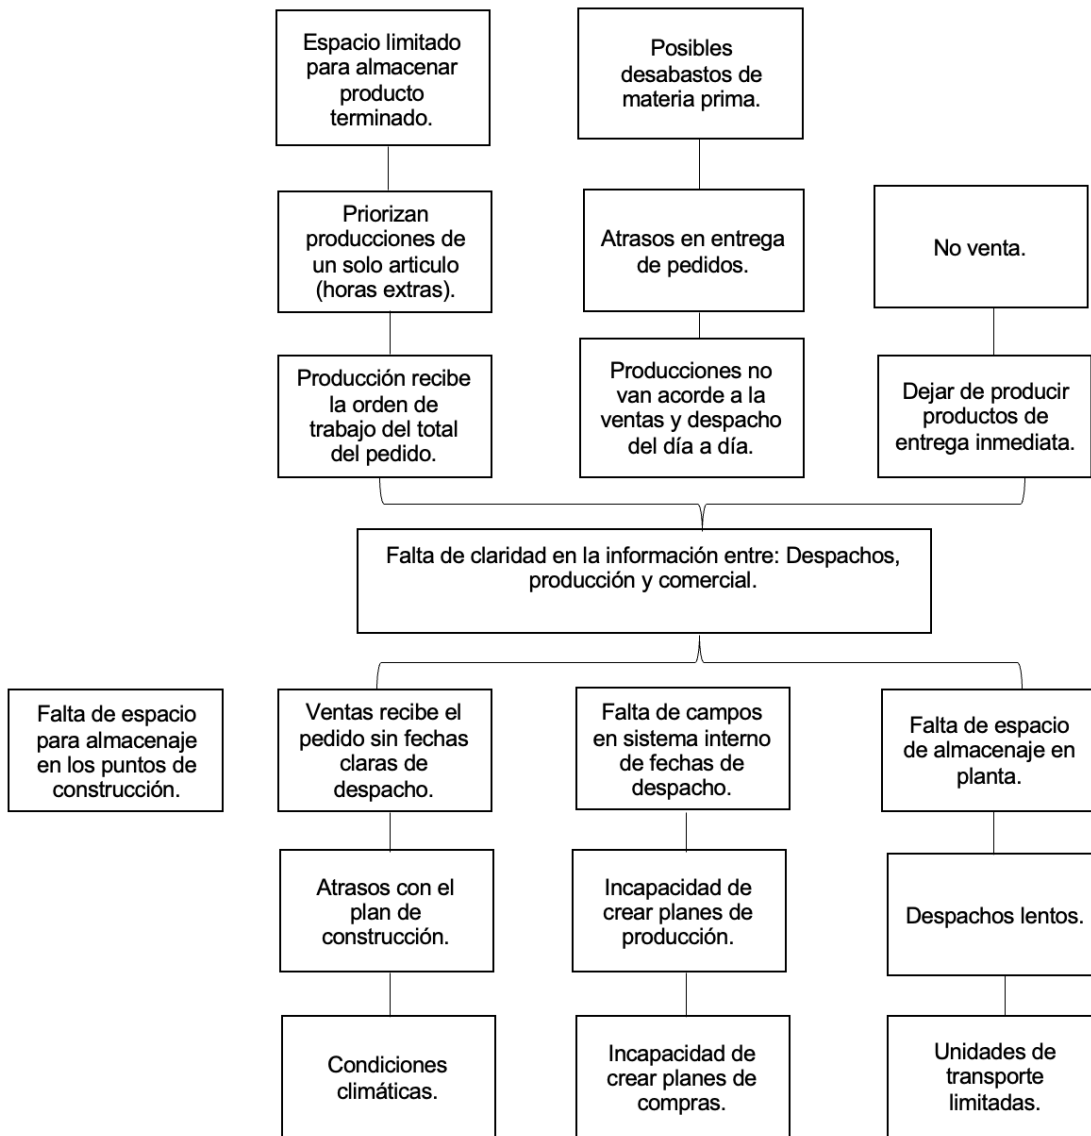 Espacio limitado
para almacenar
producto
terminado.
Posibles
desabastos de
materia prima.
Priorizan
producciones de
un solo articulo
(horas extras).
Atrasos en entrega
de pedidos.
No venta.
Producción recibe
la orden de
trabajo del total
del pedido.
Producciones no
van acorde a la
ventas y despacho
del día a día.
Dejar de producir
productos de
entrega inmediata.
Falta de claridad en la información entre: Despachos,
producción y comercial.
Falta de espacio
para almacenaje
en los puntos de
construcción.
Ventas recibe el
pedido sin fechas
claras de
despacho.
Falta de campos
en sistema interno
de fechas de
despacho.
Falta de espacio
de almacenaje en
planta.
Atrasos con el
plan de
construcción.
Incapacidad de
crear planes de
producción.
Despachos lentos.
Condiciones
climáticas.
Incapacidad de
crear planes de
compras.
Unidades de
transporte
limitadas.